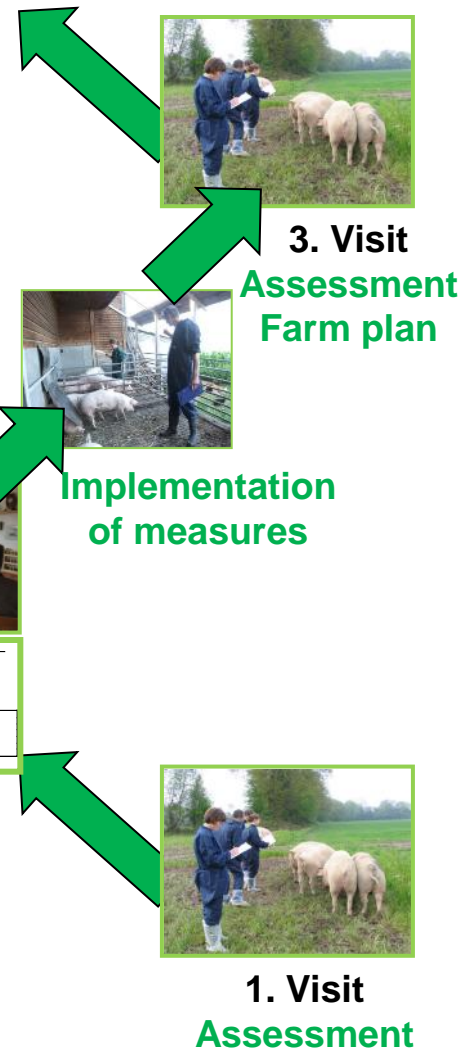 3. Visit
Assessment
Farm plan
Implementation
of measures
1. Visit
Assessment